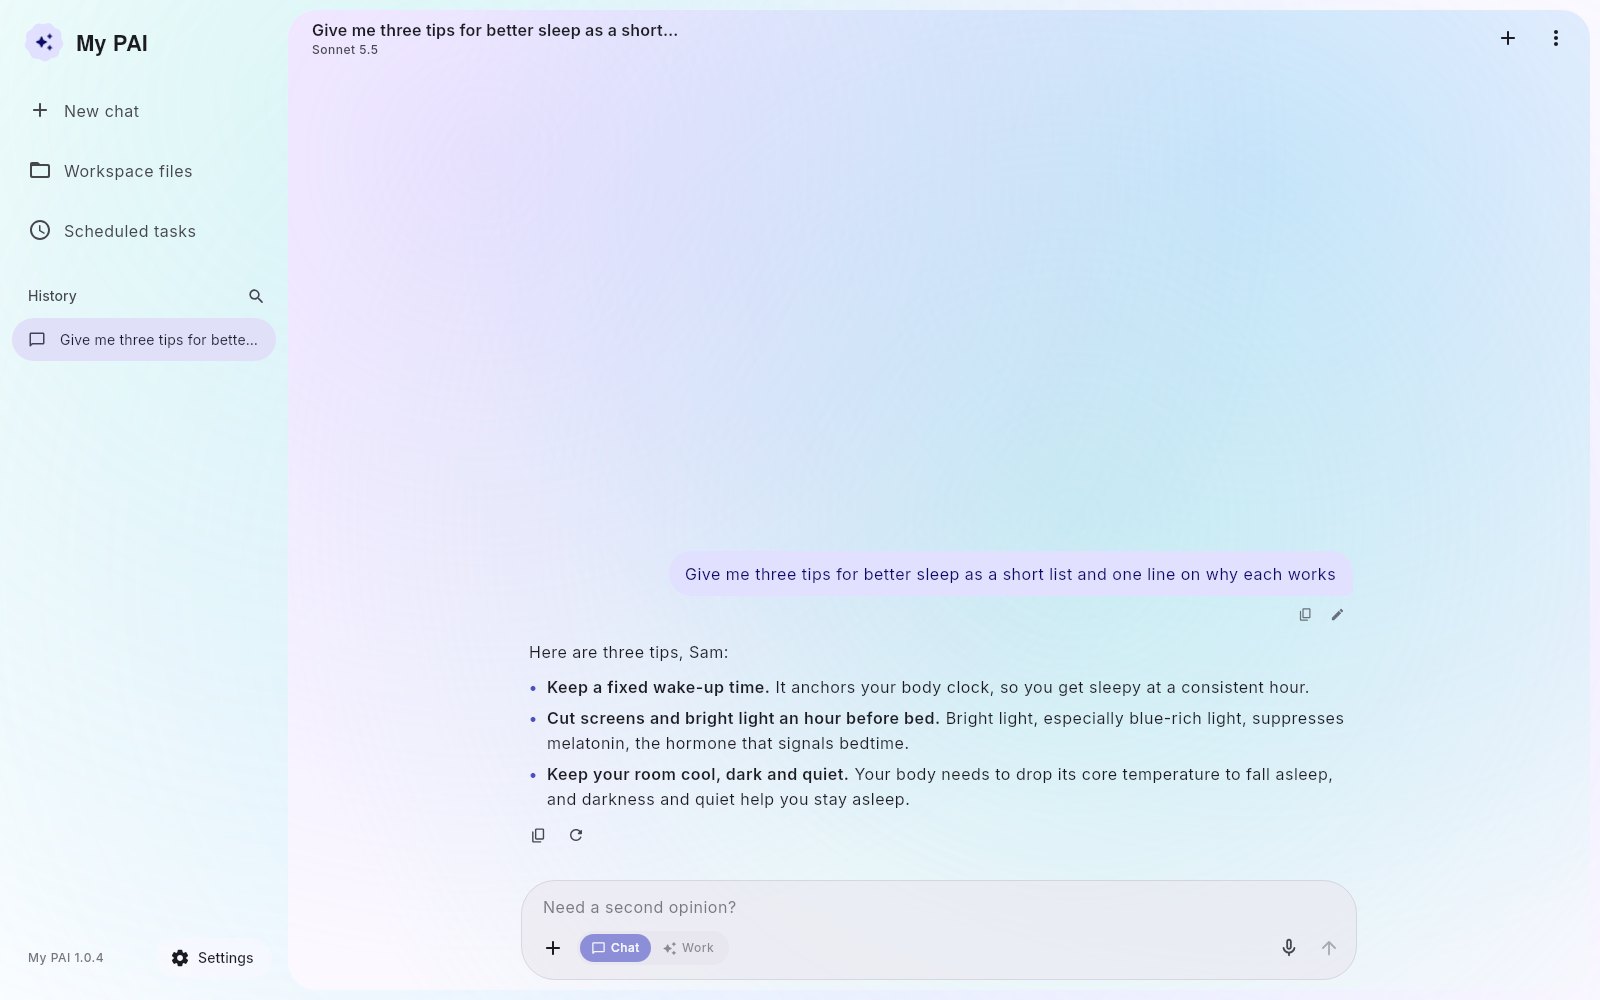 My PAI
New chat
Workspace files
Scheduled tasks
History
Give me three tips for bette...
My PAI 1.0.4
Settings
Give me three tips for better sleep as a short...
Sonnet 5.5
Give me three tips for better sleep as a short list and one line on why each works
Here are three tips, Sam:
• Keep a fixed wake-up time. It anchors your body clock, so you get sleepy at a consistent hour.
• Cut screens and bright light an hour before bed. Bright light, especially blue-rich light, suppresses
melatonin, the hormone that signals bedtime.
• Keep your room cool, dark and quiet. Your body needs to drop its core temperature to fall asleep,
and darkness and quiet help you stay asleep.
Need a second opinion?
Chat
Work